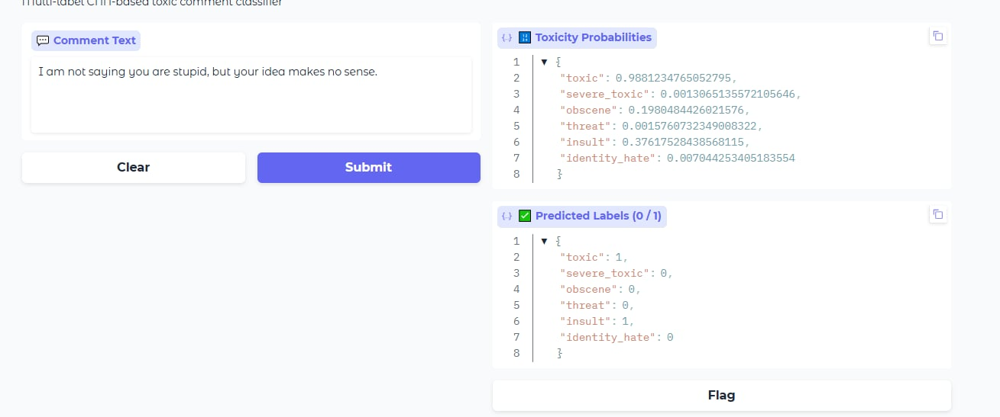 multi-label CNN-based toxic comment classifier
Comment Text
I am not saying you are stupid, but your idea makes no sense.
Clear
Submit
{..} Toxicity Probabilities
1 ▼ {
2 "toxic": 0.9881234765052795,
3 "severe_toxic": 0.0013065135572105646,
4 "obscene": 0.1980484426021576,
5 "threat": 0.0015760732349008322,
6 "insult": 0.37617528438568115,
7 "identity_hate": 0.007044253405183554
8 }
{..} Predicted Labels (0 / 1)
1 ▼ {
2 "toxic": 1,
3 "severe_toxic": 0,
4 "obscene": 0,
5 "threat": 0,
6 "insult": 1,
7 "identity_hate": 0
8 }
Flag